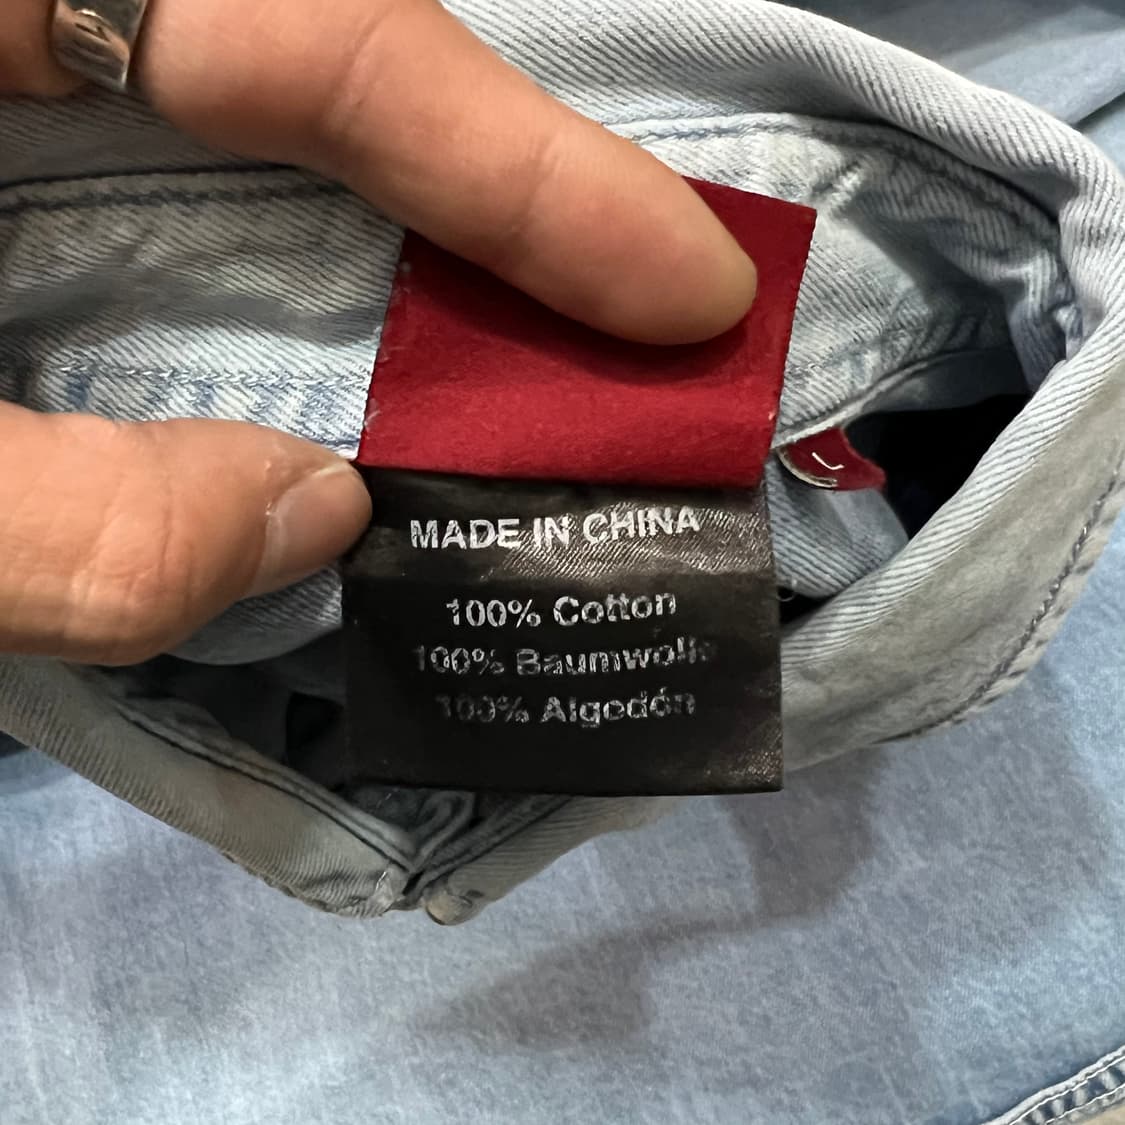 L
MADE IN CHINA
100% Cotton
100% Baumwolle
100% Algodón